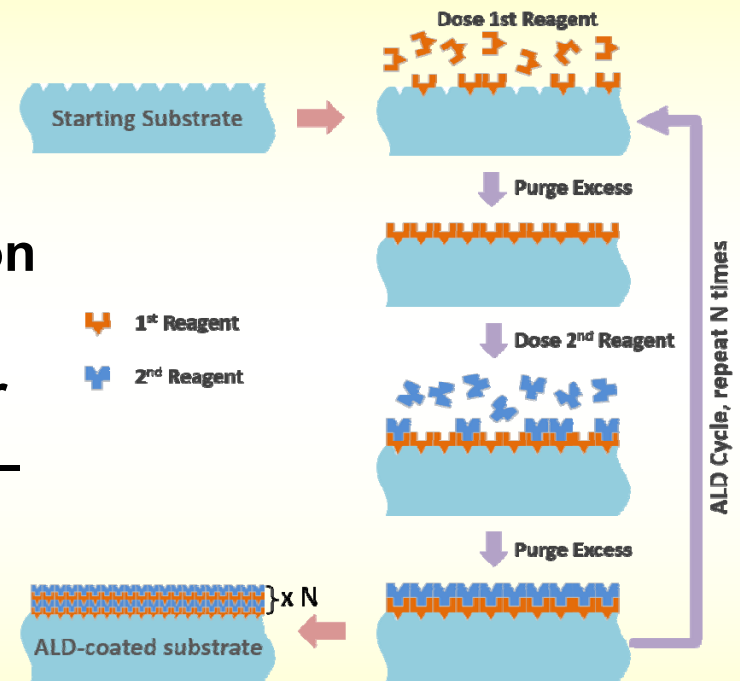 Dose 1st Reagent
Starting Substrate
Purge Excess
on
1st Reagent
Dose 2nd Reagent
2nd Reagent
ALD Cycle, repeat N times
Purge Excess
}x N
ALD-coated substrate